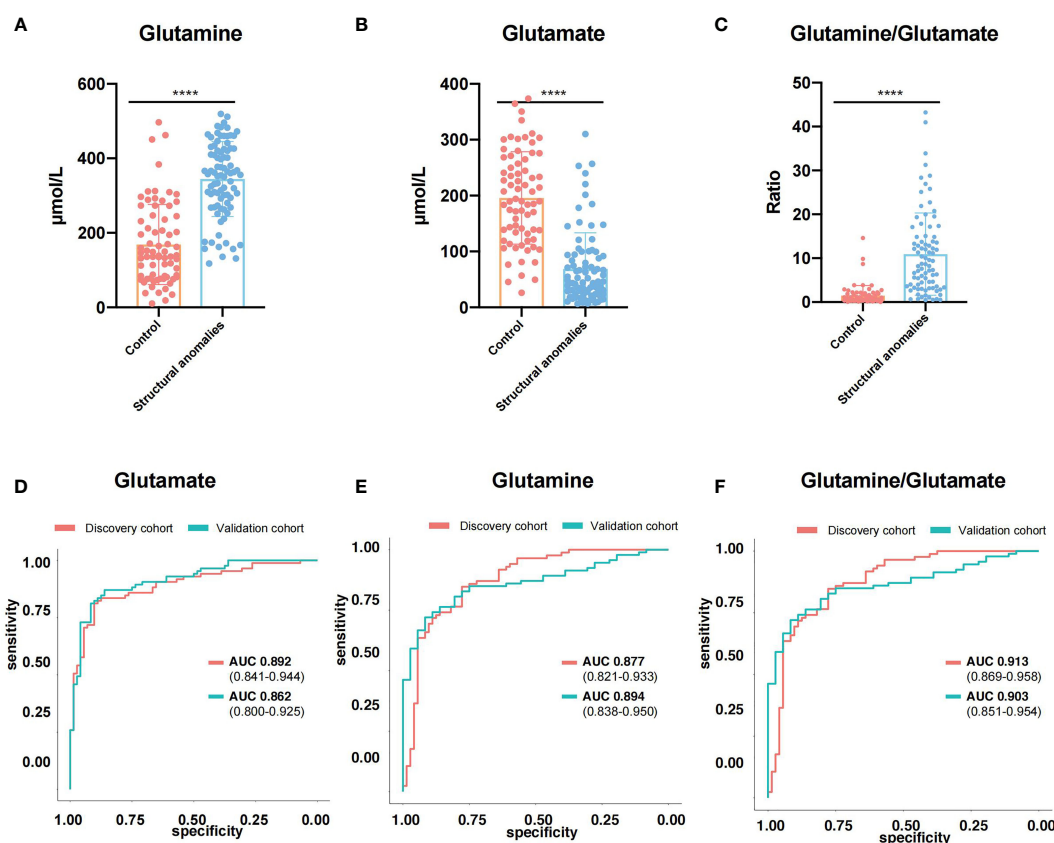 A
Glutamine
600
400
200
0
µmol/L
****
Control
Structural anomalies
B
Glutamate
400
300
200
100
0
µmol/L
****
Control
Structural anomalies
C
Glutamine/Glutamate
50
40
30
20
10
0
Ratio
****
Control
Structural anomalies
D
Glutamate
Discovery cohort
Validation cohort
1.00
0.75
0.50
0.25
0.00
sensitivity
AUC 0.892
(0.841-0.944)
AUC 0.862
(0.800-0.925)
1.00 0.75 0.50 0.25 0.00
specificity
E
Glutamine
Discovery cohort
Validation cohort
1.00
0.75
0.50
0.25
0.00
sensitivity
AUC 0.877
(0.821-0.933)
AUC 0.894
(0.838-0.950)
1.00 0.75 0.50 0.25 0.00
specificity
F
Glutamine/Glutamate
Discovery cohort
Validation cohort
1.00
0.75
0.50
0.25
0.00
sensitivity
AUC 0.913
(0.869-0.958)
AUC 0.903
(0.851-0.954)
1.00 0.75 0.50 0.25 0.00
specificity